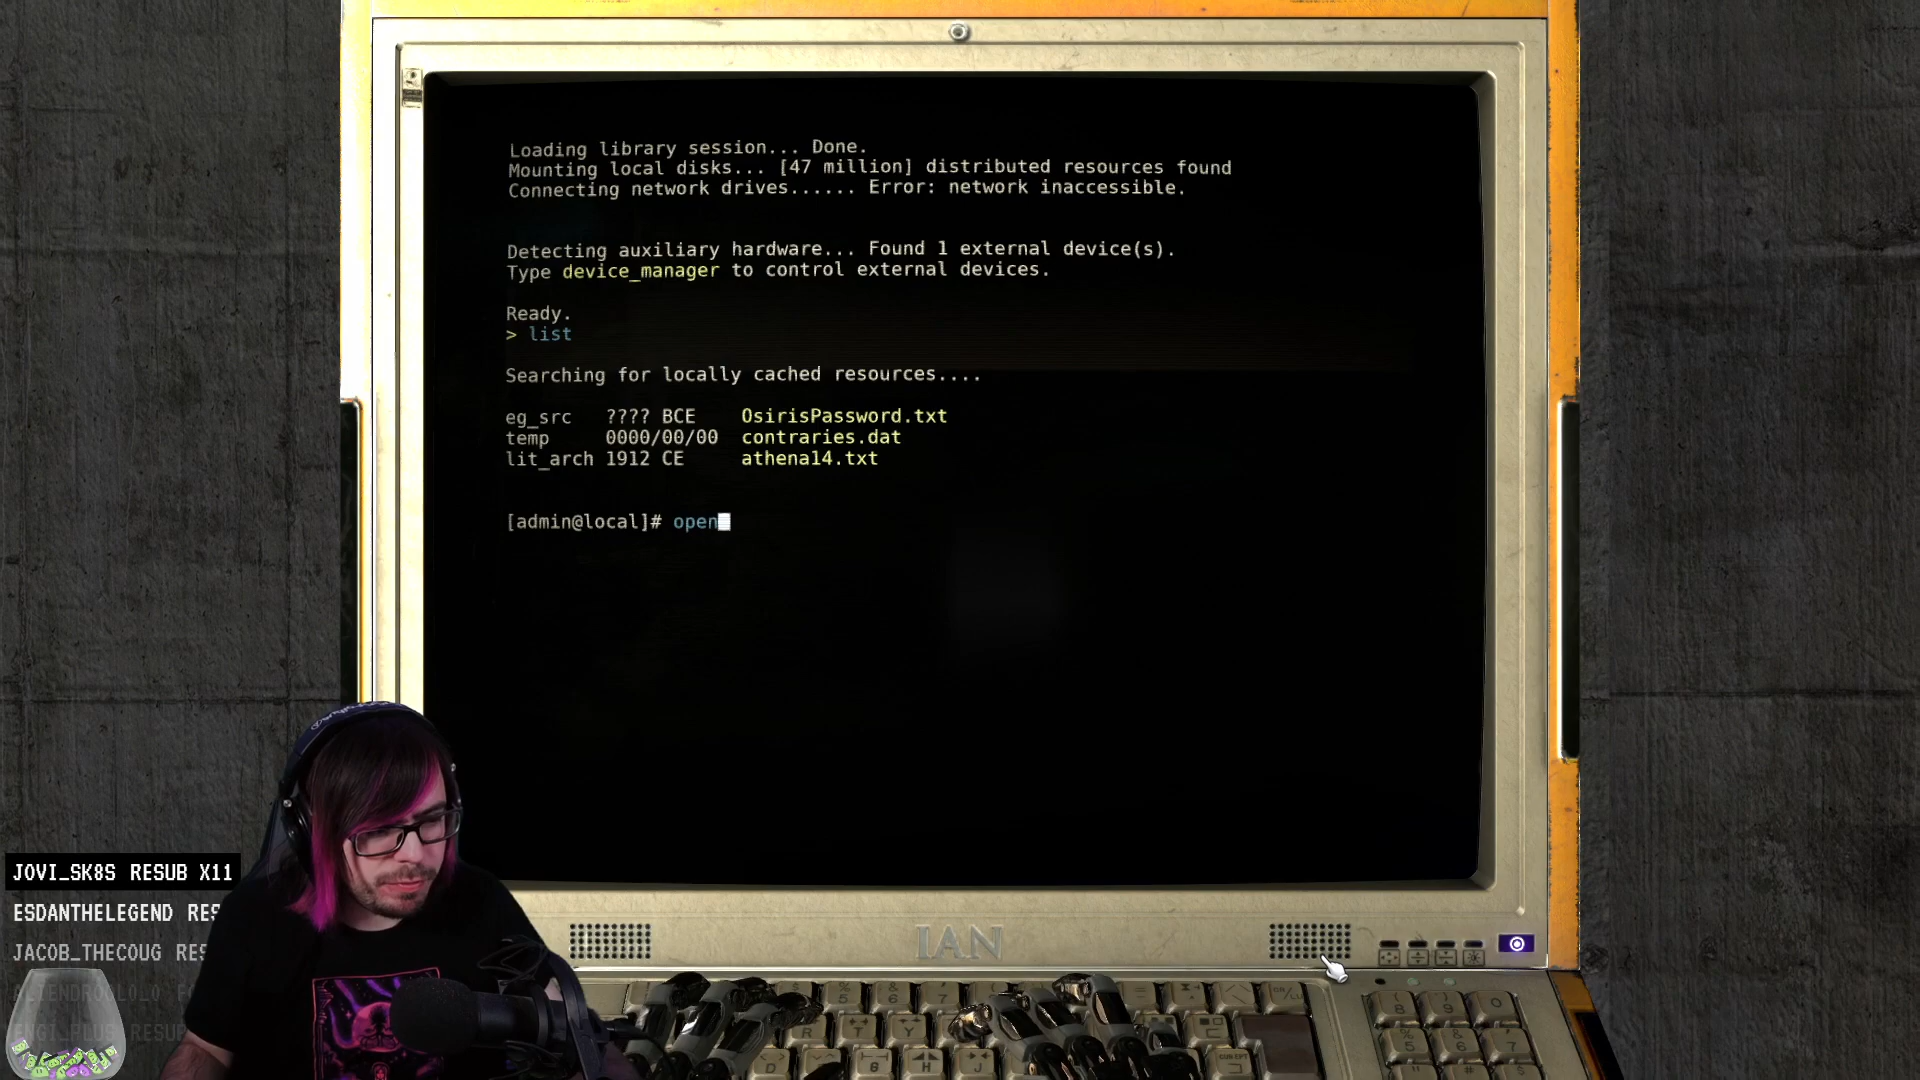 Loading library session... Done.
Mounting local disks... [47 million] distributed resources found
Connecting network drives...... Error: network inaccessible.
Detecting auxiliary hardware... Found 1 external device(s).
Type device_manager to control external devices.
Ready.
> list
Searching for locally cached resources....
eg_src ???? BCE OsirisPassword.txt
temp 0000/00/00 contraries.dat
lit_arch 1912 CE athena14.txt
[admin@local]# open
JOVI_SK8S RESUB X11
ESDANTHELEGEND RES
JACOB_THECOUG RES
IAN